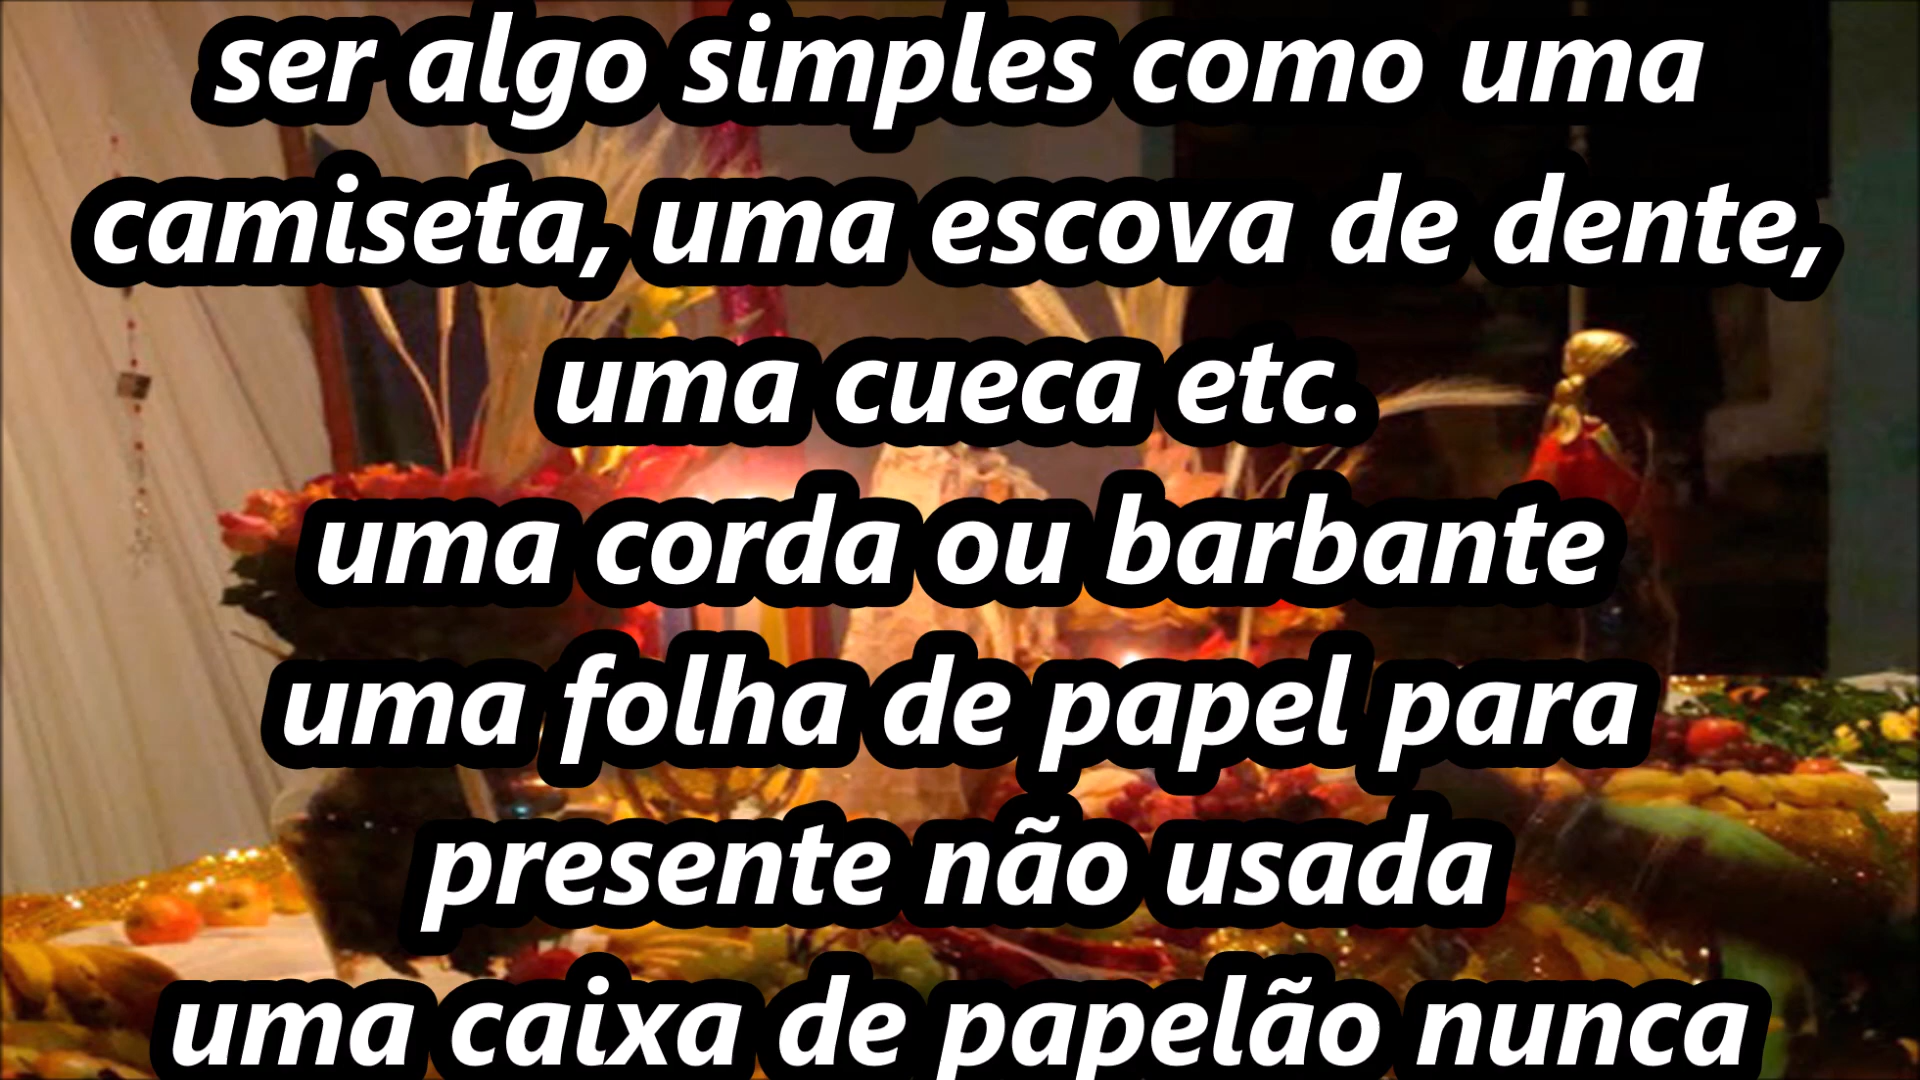 ser algo simples como uma
camiseta, uma escova de dente,
uma cueca etc.
uma corda ou barbante
uma folha de papel para
presente não usada
uma caixa de papelão nunca